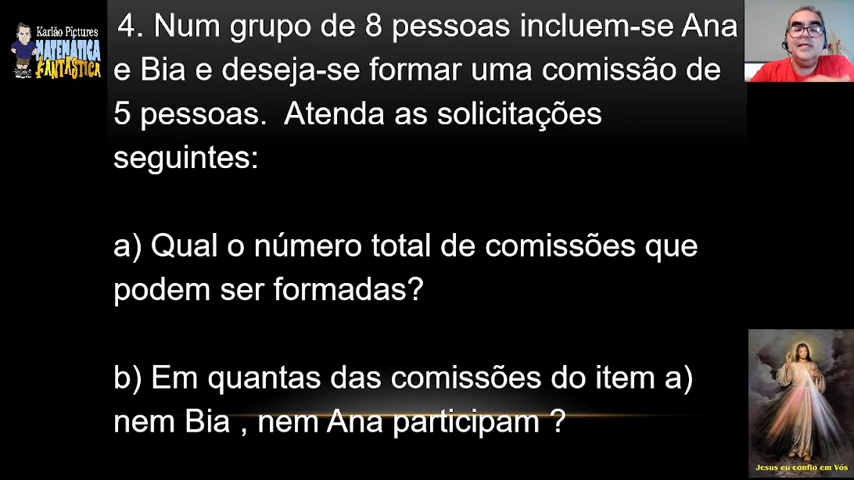 Karlão Pictures
MATEMÁTICA
FANTÁSTICA
4. Num grupo de 8 pessoas incluem-se Ana
e Bia e deseja-se formar uma comissão de
5 pessoas. Atenda as solicitações
seguintes:
a) Qual o número total de comissões que
podem ser formadas?
b) Em quantas das comissões do item a)
nem Bia , nem Ana participam ?
Jesus eu confio em Vós